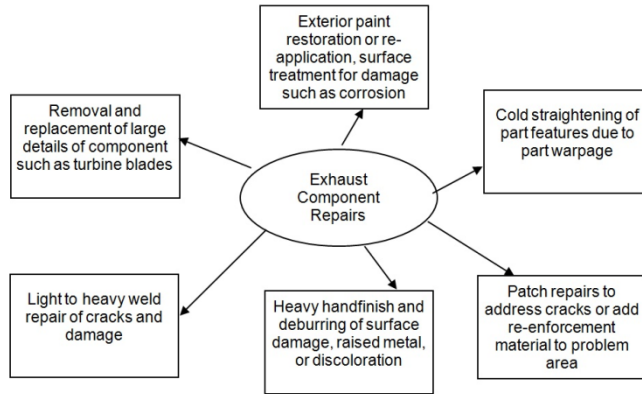 Exterior paint
restoration or re-
application, surface
treatment for damage
such as corrosion
Removal and
replacement of large
details of component
such as turbine blades
Cold straightening of
part features due to
part warpage
Exhaust
Component
Repairs
Light to heavy weld
repair of cracks and
damage
Heavy handfinish and
deburring of surface
damage, raised metal,
or discoloration
Patch repairs to
address cracks or add
re-enforcement
material to problem
area